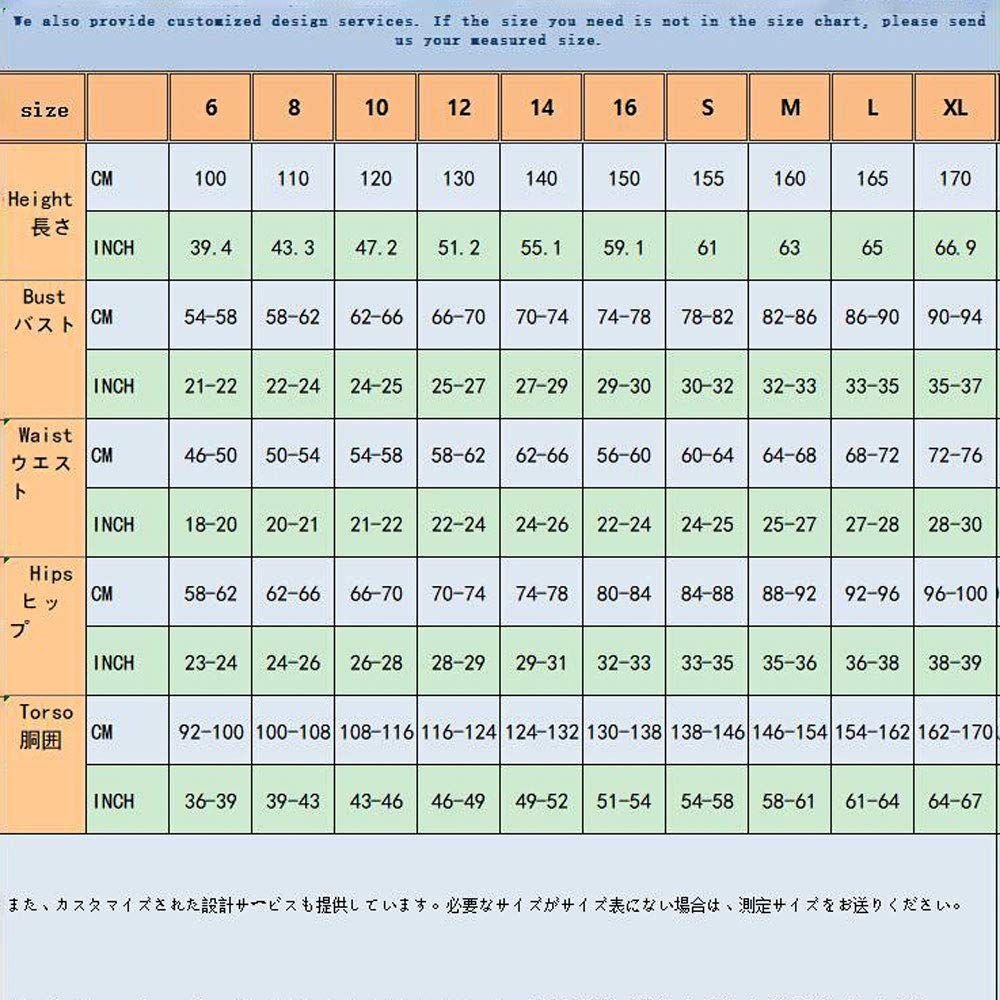 We also provide customized design services. If the size you need is not in the size chart, please send
us your measured size.
size 6 8 10 12 14 16 S M L XL
Height
長さ
CM 100 110 120 130 140 150 155 160 165 170
INCH 39.4 43.3 47.2 51.2 55.1 59.1 61 63 65 66.9
Bust
バスト
CM 54-58 58-62 62-66 66-70 70-74 74-78 78-82 82-86 86-90 90-94
INCH 21-22 22-24 24-25 25-27 27-29 29-30 30-32 32-33 33-35 35-37
Waist
ウエス
ト
CM 46-50 50-54 54-58 58-62 62-66 56-60 60-64 64-68 68-72 72-76
INCH 18-20 20-21 21-22 22-24 24-26 22-24 24-25 25-27 27-28 28-30
Hips
ヒッ
プ
CM 58-62 62-66 66-70 70-74 74-78 80-84 84-88 88-92 92-96 96-100
INCH 23-24 24-26 26-28 28-29 29-31 32-33 33-35 35-36 36-38 38-39
Torso
胴囲
CM 92-100 100-108 108-116 116-124 124-132 130-138 138-146 146-154 154-162 162-170
INCH 36-39 39-43 43-46 46-49 49-52 51-54 54-58 58-61 61-64 64-67
また、カスタマイズされた設計サービスも提供しています。必要なサイズがサイズ表にない場合は、測定サイズをお送りください。